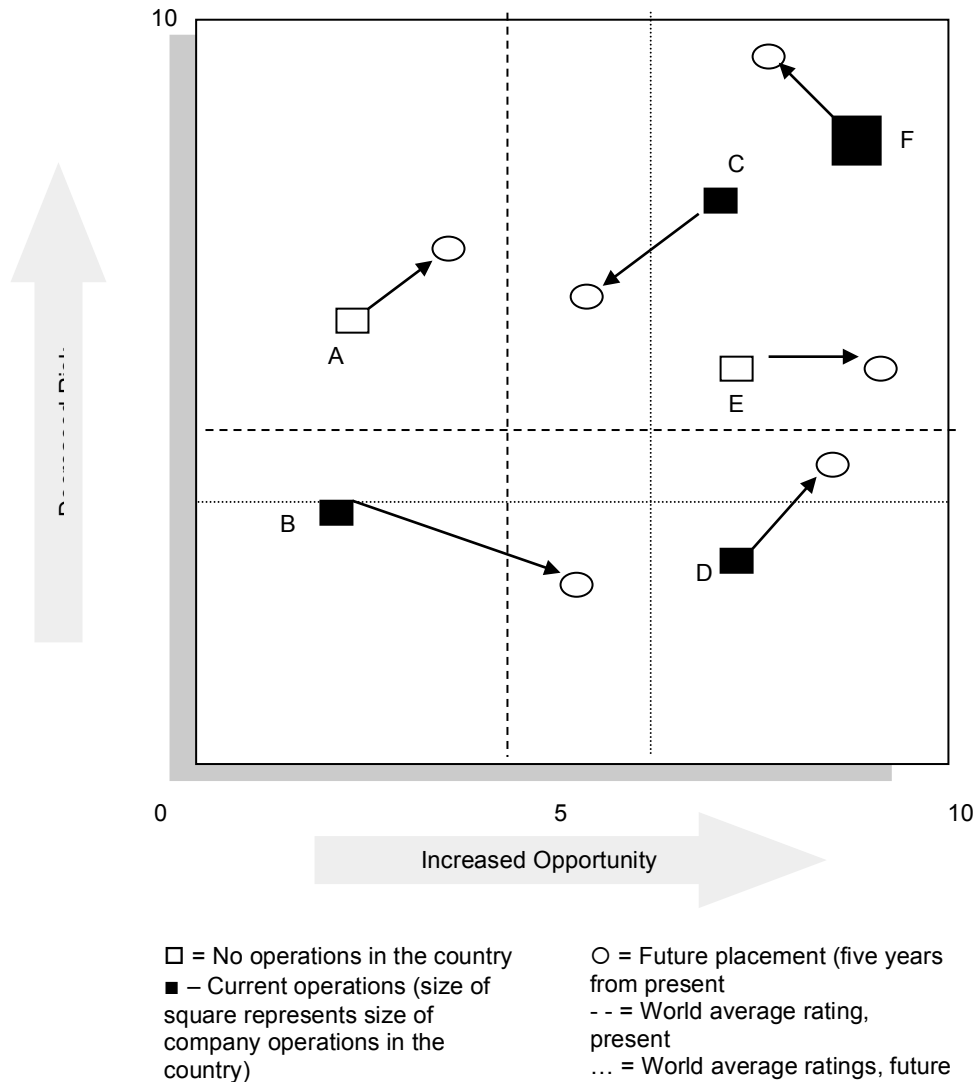 10
F
C
A
E
B
D
0
5
10
Increased Opportunity
□ = No operations in the country
■ – Current operations (size of
square represents size of
company operations in the
country)
○ = Future placement (five years
from present
- - = World average rating,
present
… = World average ratings, future